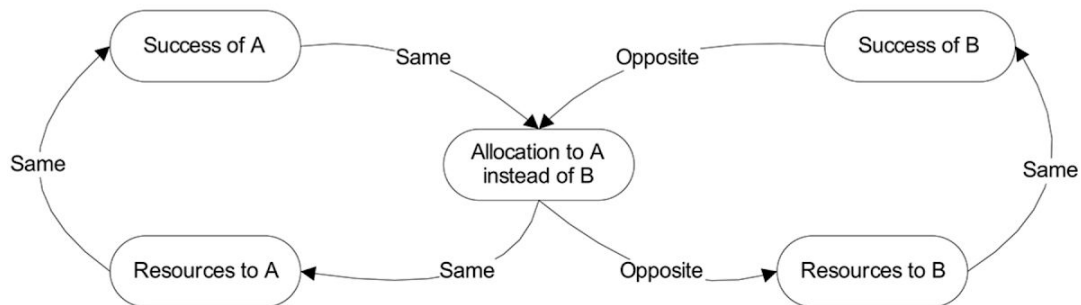 Success of A
Success of B
Same
Opposite
Allocation to A
instead of B
Same
Same
Resources to A
Same
Opposite
Resources to B